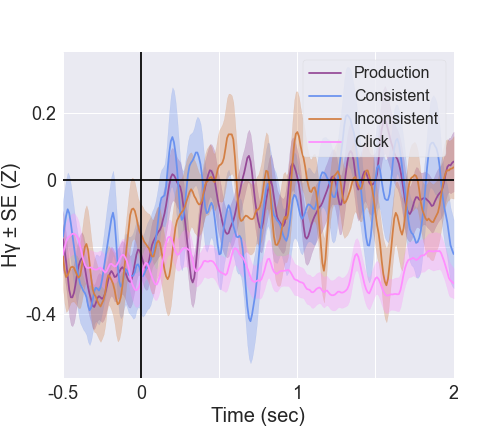 Production
Consistent
Inconsistent
Click
0.2
0
-0.4
Hγ ± SE (Z)
-0.5 0 1 2
Time (sec)